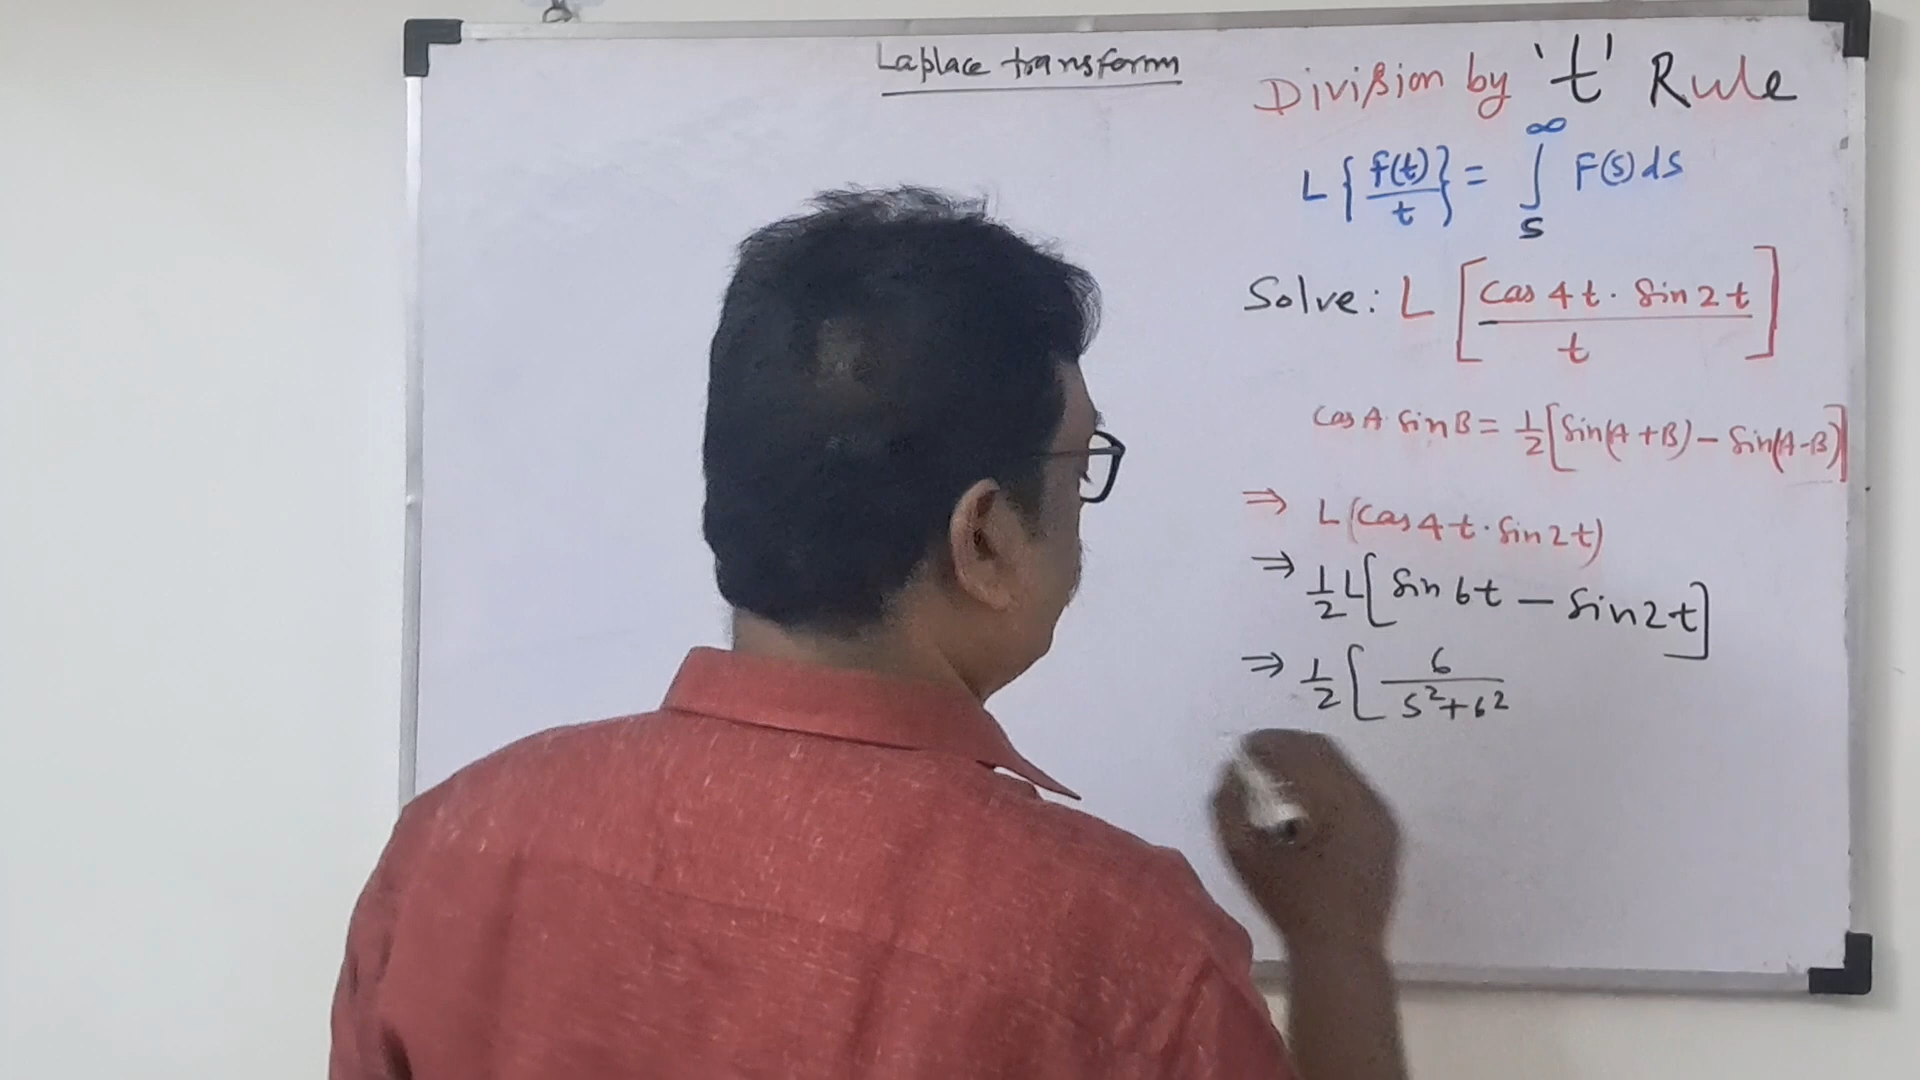 Laplace transform
Division by 't' Rule
L{f(t)/t} = ∫_s^∞ F(s)ds
Solve: L [cos 4t · Sin 2t / t]
cos A · sin B = 1/2 [Sin(A + B) - Sin(A-B)]
⇒ L (cos 4t · Sin 2t)
⇒ 1/2 L [Sin 6t - Sin 2t]
⇒ 1/2 [6 / s²+6²